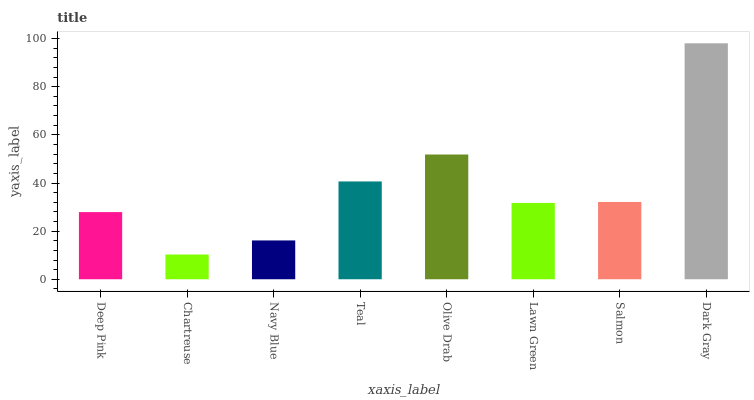 title
yaxis_label
100
80
60
40
20
0
Deep Pink
Chartreuse
Navy Blue
Teal
Olive Drab
Lawn Green
Salmon
Dark Gray
xaxis_label